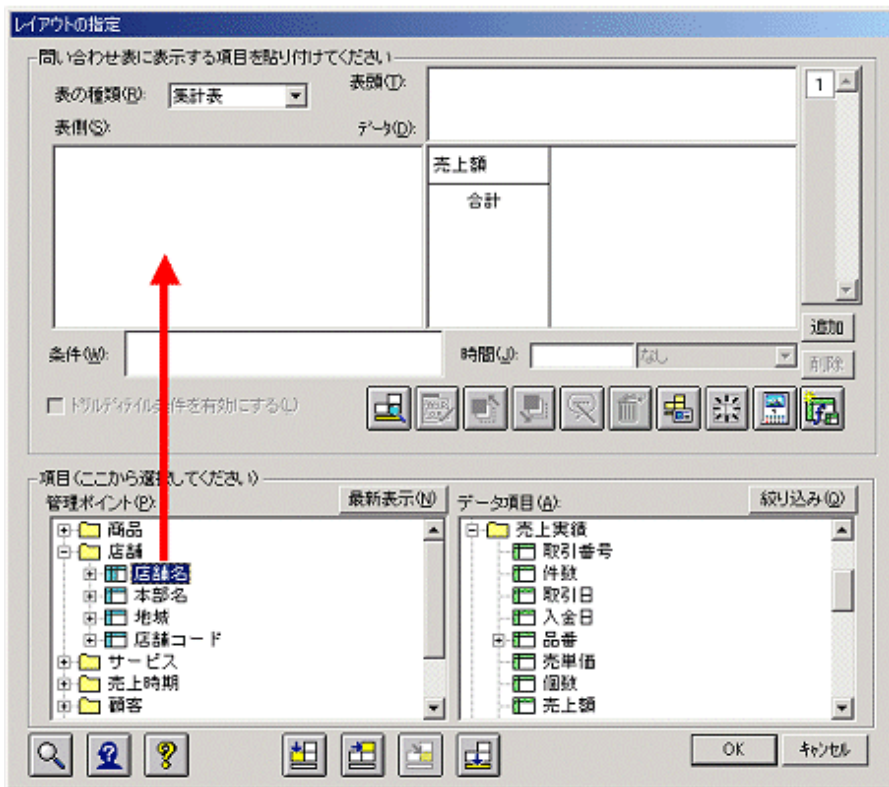 レイアウトの指定
問い合わせ表に表示する項目を貼り付けてください
表の種類(R): 集計表
表頭(T):
1
表側(S):
データ(D):
売上額
合計
追加
条件(W):
時間(J): なし
削除
ドリルディテイル条件を有効にする(L)
項目(ここから選択してください)
管理ポイント(P): 最新表示(N)
データ項目(A): 絞り込み(Q)
商品
店舗
店舗名
本部名
地域
店舗コード
サービス
売上時期
顧客
売上実績
取引番号
件数
取引日
入金日
品番
売単価
個数
売上額
OK キャンセル